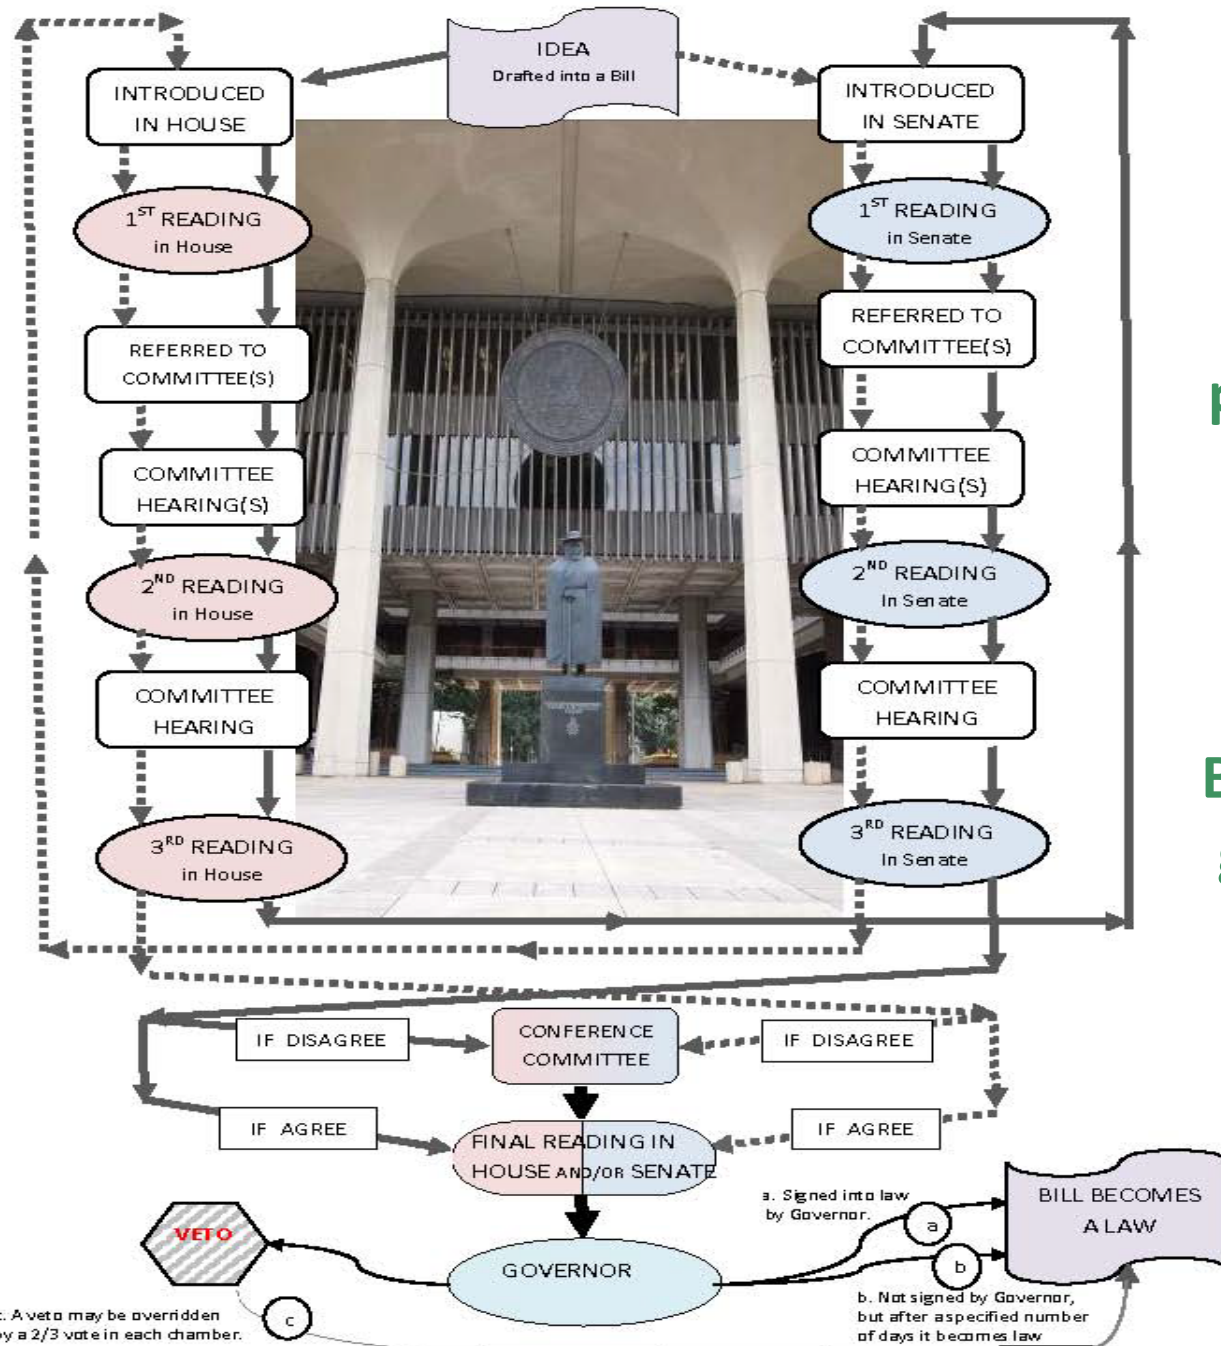 IDEA
Drafted into a Bill
INTRODUCED
IN HOUSE
1ST READING
in House
REFERRED TO
COMMITTEE(S)
COMMITTEE
HEARING(S)
2ND READING
in House
COMMITTEE
HEARING
3RD READING
in House
INTRODUCED
IN SENATE
1ST READING
in Senate
REFERRED TO
COMMITTEE(S)
COMMITTEE
HEARING(S)
2ND READING
In Senate
COMMITTEE
HEARING
3RD READING
In Senate
p
E
IF DISAGREE
CONFERENCE
COMMITTEE
IF DISAGREE
IF AGREE
FINAL READING IN
HOUSE AND/OR SENATE
IF AGREE
VETO
GOVERNOR
a. Signed into law
by Governor.
a
b
BILL BECOMES
A LAW
b. Not signed by Governor,
but after a specified number
of days it becomes law
c. A veto may be overridden
by a 2/3 vote in each chamber.
c